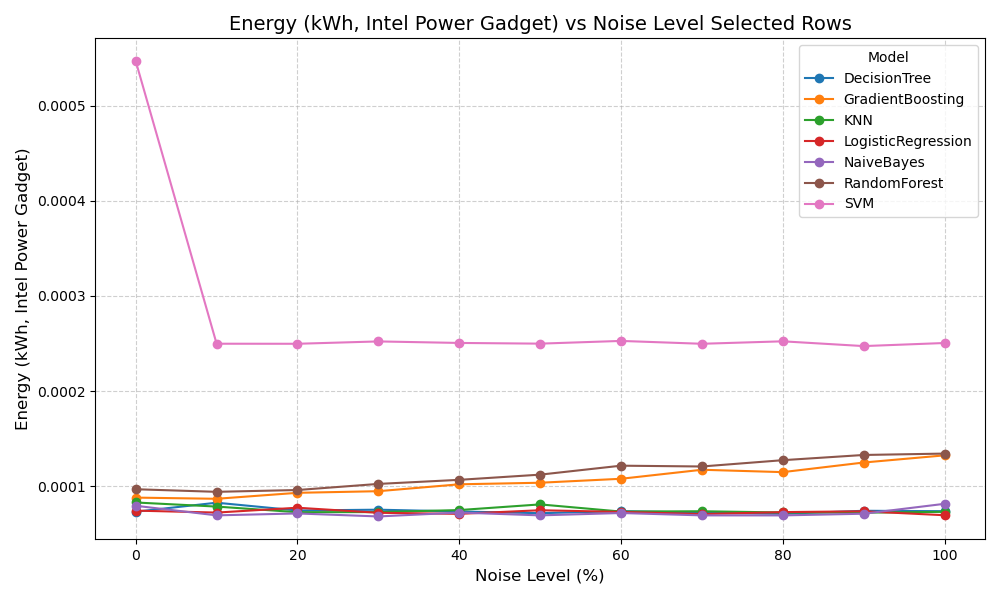 Energy (kWh, Intel Power Gadget) vs Noise Level Selected Rows
Energy (kWh, Intel Power Gadget)
0.0005
0.0004
0.0003
0.0002
0.0001
Model
DecisionTree
GradientBoosting
KNN
LogisticRegression
NaiveBayes
RandomForest
SVM
0 20 40 60 80 100
Noise Level (%)